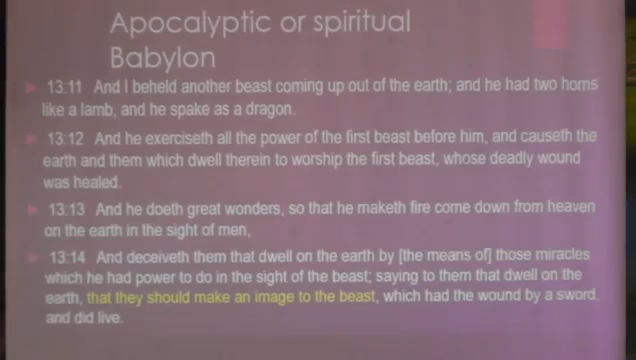 Apocalyptic or spiritual
Babylon
13:11 And I beheld another beast coming up out of the earth; and he had two horns
like a lamb, and he spake as a dragon.
13:12 And he exerciseth all the power of the first beast before him, and causeth the
earth and them which dwell therein to worship the first beast, whose deadly wound
was healed.
13:13 And he doeth great wonders, so that he maketh fire come down from heaven
on the earth in the sight of men,
13:14 And deceiveth them that dwell on the earth by [the means of] those miracles
which he had power to do in the sight of the beast; saying to them that dwell on the
earth, that they should make an image to the beast, which had the wound by a sword,
and did live.